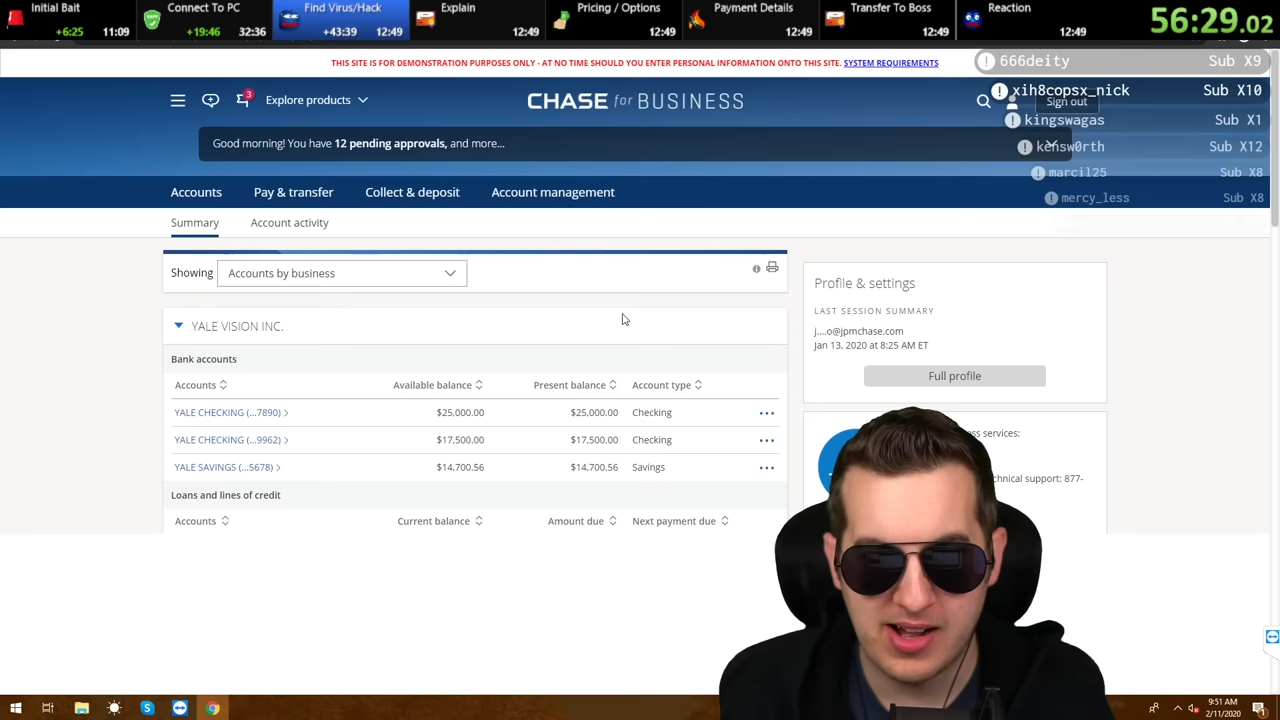 Initial Bait
+6:25 11:09
Connect To PC
+19:46 32:36
Find Virus/Hack
+43:39 12:49
Explain
12:49
Pricing / Options
12:49
Payment Details
12:49
Transfer To Boss
12:49
Reaction
12:49
56:29.02
THIS SITE IS FOR DEMONSTRATION PURPOSES ONLY - AT NO TIME SHOULD YOU ENTER PERSONAL INFORMATION ONTO THIS SITE. SYSTEM REQUIREMENTS
666deity Sub X9
xih8copsx_nick Sub X10
kingswagas Sub X1
kensw0rth Sub X12
marcil25 Sub X8
mercy_less Sub X8
3
Explore products
CHASE for BUSINESS
Sign out
Good morning! You have 12 pending approvals, and more...
Accounts Pay & transfer Collect & deposit Account management
Summary Account activity
Showing Accounts by business
YALE VISION INC.
Bank accounts
Accounts Available balance Present balance Account type
YALE CHECKING (...7890) $25,000.00 $25,000.00 Checking
YALE CHECKING (...9962) $17,500.00 $17,500.00 Checking
YALE SAVINGS (...5678) $14,700.56 $14,700.56 Savings
Loans and lines of credit
Accounts Current balance Amount due Next payment due
Profile & settings
LAST SESSION SUMMARY
j....o@jpmchase.com
Jan 13, 2020 at 8:25 AM ET
Full profile
services:
technical support: 877-
9:51 AM
2/11/2020
1